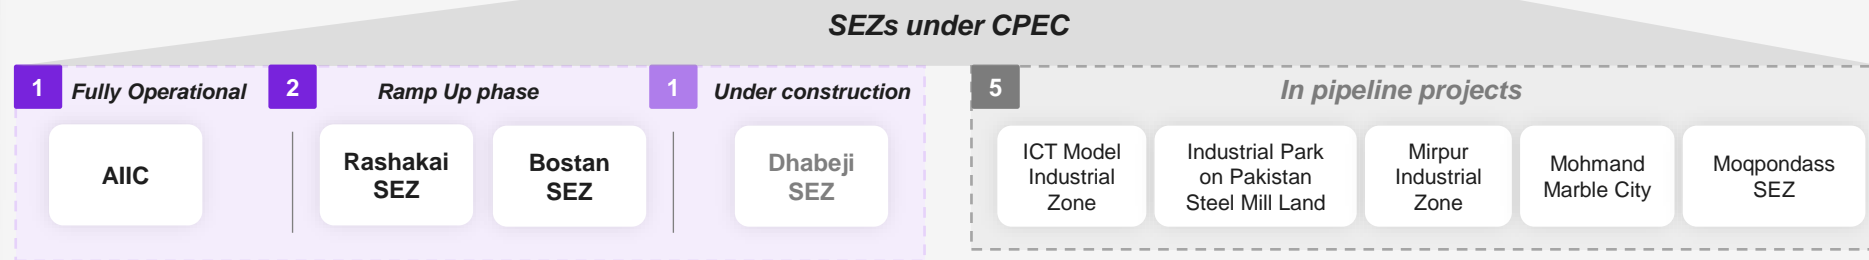 SEZs under CPEC
1 Fully Operational
AIIC
2 Ramp Up phase
Rashakai
SEZ
Bostan
SEZ
1 Under construction
Dhabeji
SEZ
5 In pipeline projects
ICT Model
Industrial
Zone
Industrial Park
on Pakistan
Steel Mill Land
Mirpur
Industrial
Zone
Mohmand
Marble City
Moqpondass
SEZ